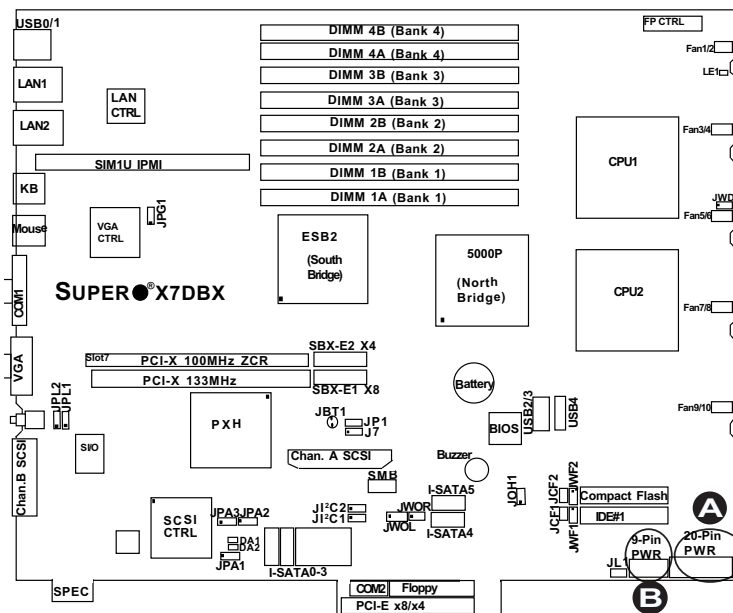 USB0/1
DIMM 4B (Bank 4)
FP CTRL
DIMM 4A (Bank 4)
Fan1/2
LE1
LAN1
DIMM 3B (Bank 3)
LAN CTRL
DIMM 3A (Bank 3)
LAN2
DIMM 2B (Bank 2)
Fan3/4
DIMM 2A (Bank 2)
CPU1
SIM1U IPMI
DIMM 1B (Bank 1)
KB
DIMM 1A (Bank 1)
JWD
Fan5/6
JPG1
Mouse
VGA CTRL
ESB2
(South Bridge)
5000P
(North Bridge)
CPU2
COM1
SUPER ® X7DBX
Fan7/8
SBX-E2 X4
Slot7
PCI-X 100MHz ZCR
VGA
PCI-X 133MHz
SBX-E1 X8
Battery
JPL2
JPL1
JBT1
JP1
J7
USB2/3
USB4
Fan9/10
PXH
BIOS
SI/O
Chan. A SCSI
Buzzer
Chan.B SCSI
SMB
I-SATA5
JOH1
JCF2
JWF2
Compact Flash
SCSI CTRL
JPA3
JPA2
JI²C2
JI²C1
JWOR
JWOL
I-SATA4
JCF1
JWF1
IDE#1
A
DA1
DA2
JPA1
I-SATA0-3
9-Pin PWR
20-Pin PWR
JL1
SPEC
COM2
Floppy
B
PCI-E x8/x4